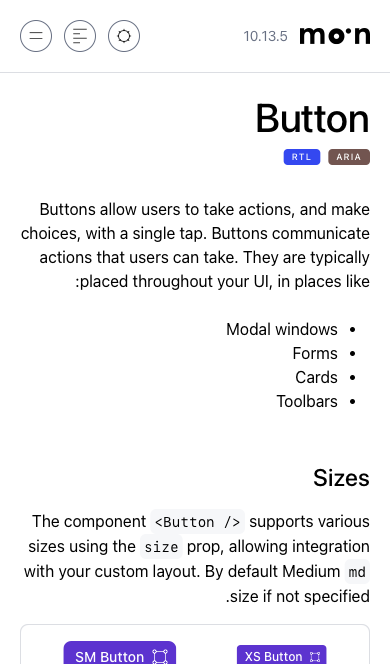 10.13.5 moon
Button
RTL ARIA
Buttons allow users to take actions, and make
choices, with a single tap. Buttons communicate
actions that users can take. They are typically
placed throughout your UI, in places like:
• Modal windows
• Forms
• Cards
• Toolbars
Sizes
The component <Button /> supports various
sizes using the size prop, allowing integration
with your custom layout. By default Medium md
size if not specified.
SM Button XS Button